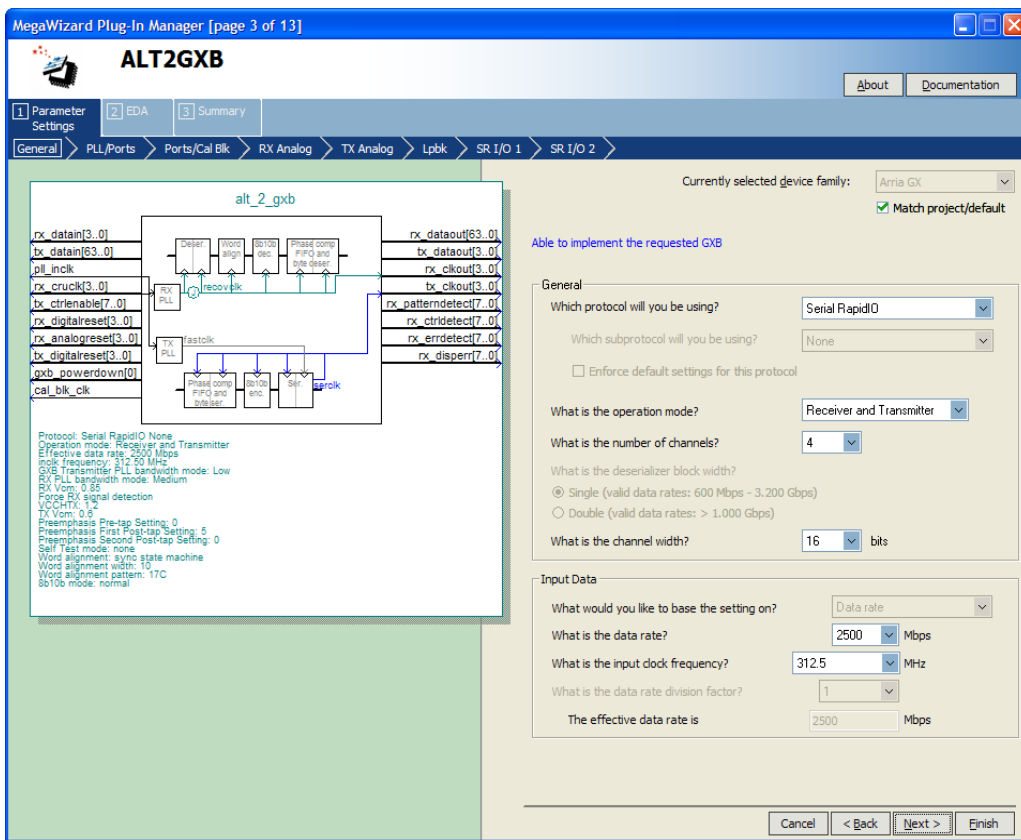 MegaWizard Plug-In Manager [page 3 of 13]
ALT2GXB
About
Documentation
1 Parameter Settings
2 EDA
3 Summary
General
PLL/Ports
Ports/Cal Blk
RX Analog
TX Analog
Lpbk
SR I/O 1
SR I/O 2
alt_2_gxb
rx_datain[3..0]
tx_datain[63..0]
pll_inclk
rx_cruclk[3..0]
tx_ctrlenable[7..0]
rx_digitalreset[3..0]
rx_analogreset[3..0]
tx_digitalreset[3..0]
gxb_powerdown[0]
cal_blk_clk
Deser.
Word align
8b10b dec.
Phase comp FIFO and byte deser.
RX PLL
recovclk
TX PLL
fastclk
Phase comp FIFO and byte ser.
8b10b enc.
Ser.
serclk
rx_dataout[63..0]
tx_dataout[3..0]
rx_clkout[3..0]
tx_clkout[3..0]
rx_patterndetect[7..0]
rx_ctrldetect[7..0]
rx_errdetect[7..0]
rx_disperr[7..0]
Protocol: Serial RapidIO None
Operation mode: Receiver and Transmitter
Effective data rate: 2500 Mbps
inclk frequency: 312.50 MHz
GXB Transmitter PLL bandwidth mode: Low
RX PLL bandwidth mode: Medium
RX Vcm: 0.85
Force RX signal detection
VCCHTX: 1.2
TX Vcm: 0.6
Preemphasis Pre-tap Setting: 0
Preemphasis First Post-tap Setting: 5
Preemphasis Second Post-tap Setting: 0
Self Test mode: none
Word alignment: sync state machine
Word alignment width: 10
Word alignment pattern: 17C
8b10b mode: normal
Currently selected device family: Arria GX
Match project/default
Able to implement the requested GXB
General
Which protocol will you be using? Serial RapidIO
Which subprotocol will you be using? None
Enforce default settings for this protocol
What is the operation mode? Receiver and Transmitter
What is the number of channels? 4
What is the deserializer block width?
Single (valid data rates: 600 Mbps - 3.200 Gbps)
Double (valid data rates: > 1.000 Gbps)
What is the channel width? 16 bits
Input Data
What would you like to base the setting on? Data rate
What is the data rate? 2500 Mbps
What is the input clock frequency? 312.5 MHz
What is the data rate division factor? 1
The effective data rate is 2500 Mbps
Cancel
< Back
Next >
Finish